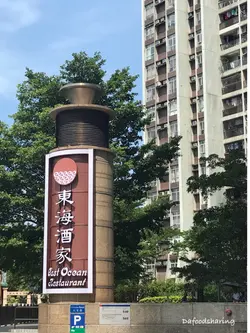 東海酒家
East Ocean
Restaurant
P
Dafoodsharing